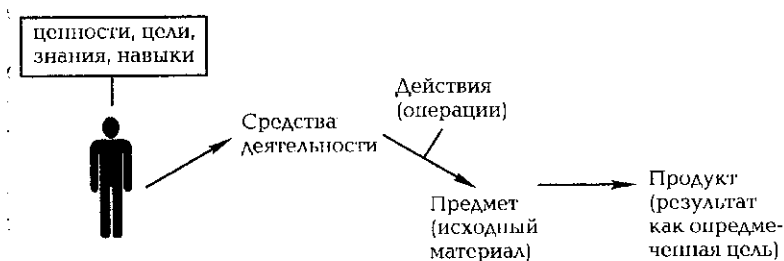 ценности, цели,
знания, навыки
Действия
(операции)
Средства
деятельности
Предмет
(исходный
материал)
Продукт
(результат
как опредме-
ченная цель)